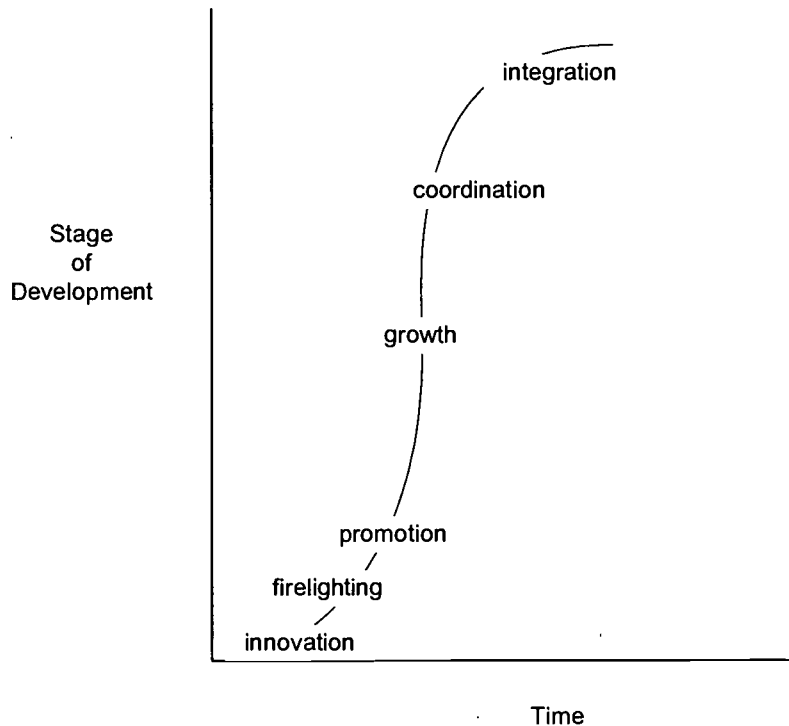 integration
coordination
Stage
of
Development
growth
promotion
firelighting
innovation
Time